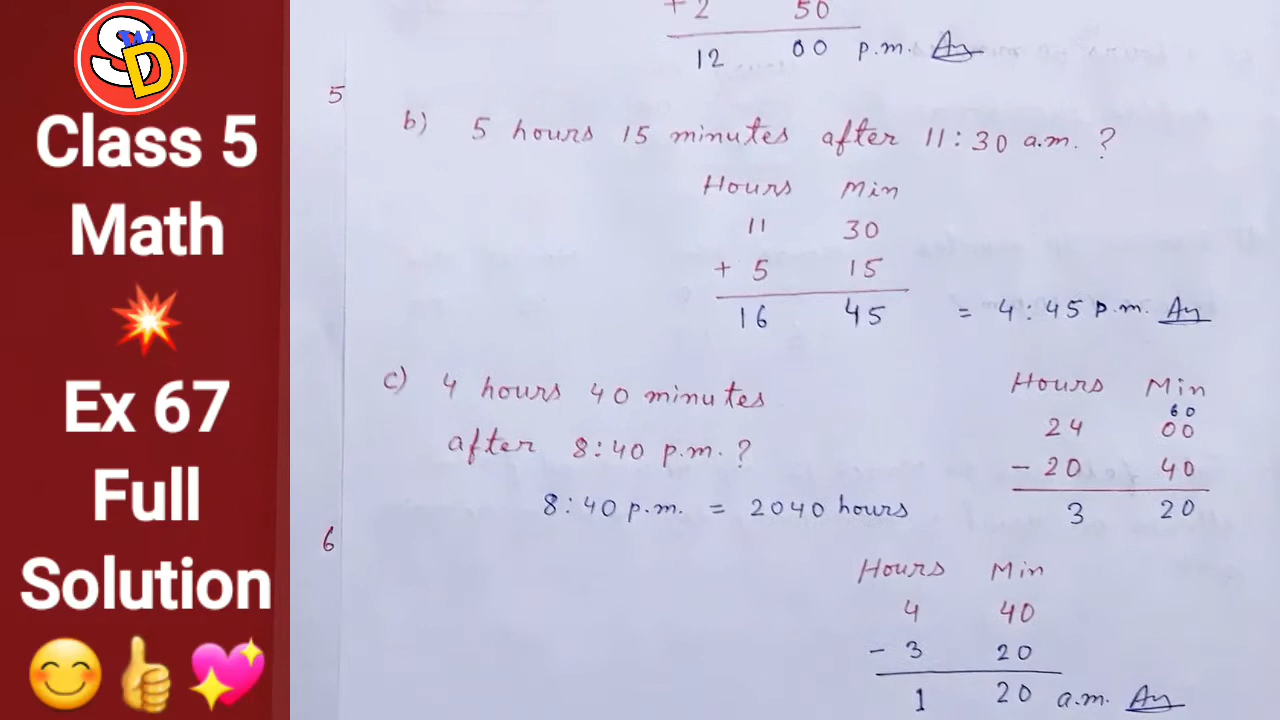 SWD
Class 5
Math
💥
Ex 67
Full
Solution
😊👍💖
+ 2 50
12 00 p.m. Ans
5
b) 5 hours 15 minutes after 11:30 a.m. ?
Hours Min
11 30
+ 5 15
16 45 = 4:45 p.m. Ans
c) 4 hours 40 minutes
after 8:40 p.m. ?
8:40 p.m. = 2040 hours
Hours Min
60
24 00
- 20 40
3 20
6
Hours Min
4 40
- 3 20
1 20 a.m. Ans